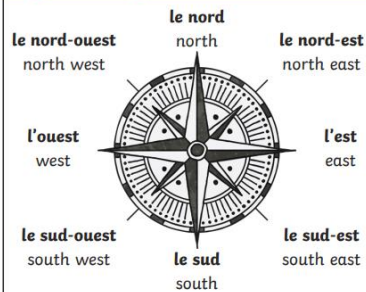 le nord
north
le nord-ouest
north west
le nord-est
north east
l'ouest
west
l'est
east
le sud-ouest
south west
le sud
south
le sud-est
south east